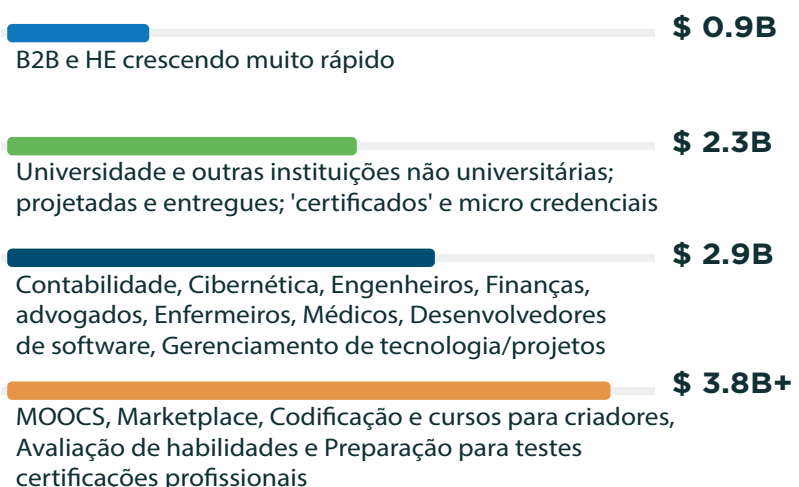 $ 0.9B
B2B e HE crescendo muito rápido
$ 2.3B
Universidade e outras instituições não universitárias;
projetadas e entregues; 'certificados' e micro credenciais
$ 2.9B
Contabilidade, Cibernética, Engenheiros, Finanças,
advogados, Enfermeiros, Médicos, Desenvolvedores
de software, Gerenciamento de tecnologia/projetos
$ 3.8B+
MOOCS, Marketplace, Codificação e cursos para criadores,
Avaliação de habilidades e Preparação para testes
certificações profissionais